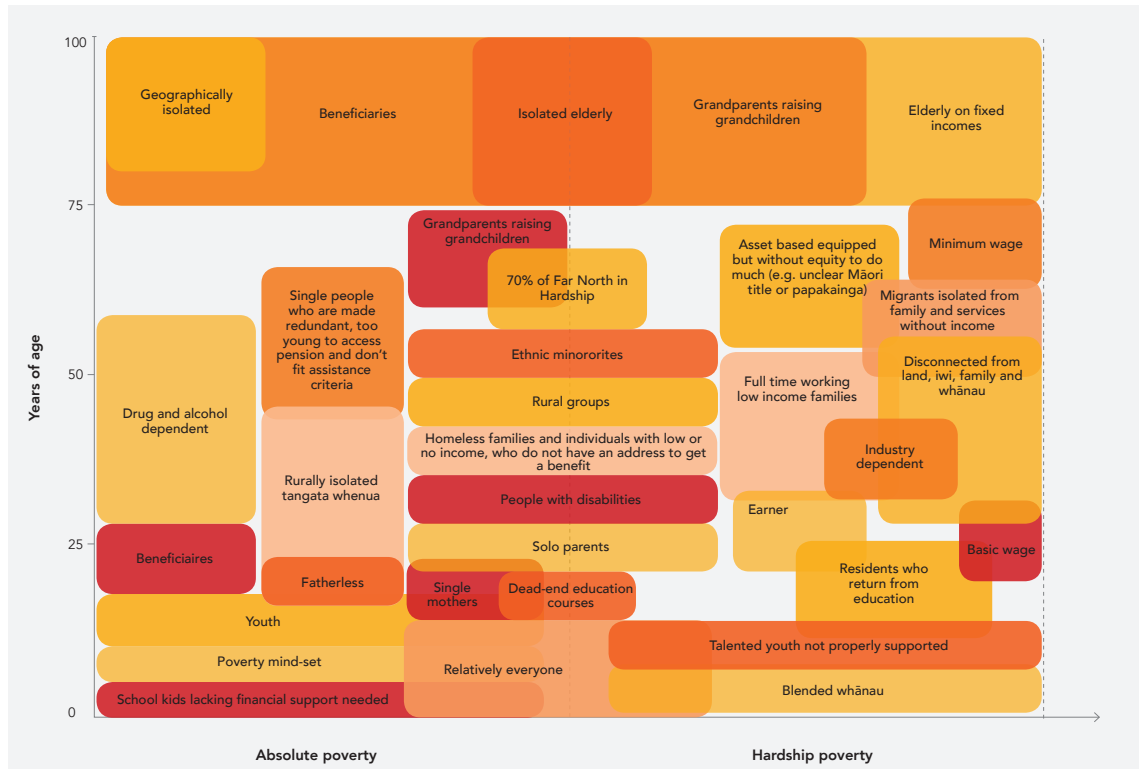 100
Geographically
isolated
Beneficiaries
Isolated elderly
Grandparents raising
grandchildren
Elderly on fixed
incomes
75
Grandparents raising
grandchildren
70% of Far North in
Hardship
Single people
who are made
redundant, too
young to access
pension and don't
fit assistance
criteria
Asset based equipped
but without equity to do
much (e.g. unclear Māori
title or papakainga)
Minimum wage
Migrants isolated from
family and services
without income
Years of age
50
Drug and alcohol
dependent
Ethnic minororites
Rural groups
Homeless families and individuals with low or
no income, who do not have an address to get
a benefit
People with disabilities
Solo parents
Rurally isolated
tangata whenua
Full time working
low income families
Disconnected from
land, iwi, family and
whānau
Industry
dependent
Earner
25
Beneficiaires
Fatherless
Single
mothers
Dead-end education
courses
Residents who
return from
education
Basic wage
Youth
Poverty mind-set
School kids lacking financial support needed
Relatively everyone
Talented youth not properly supported
Blended whānau
0
Absolute poverty
Hardship poverty